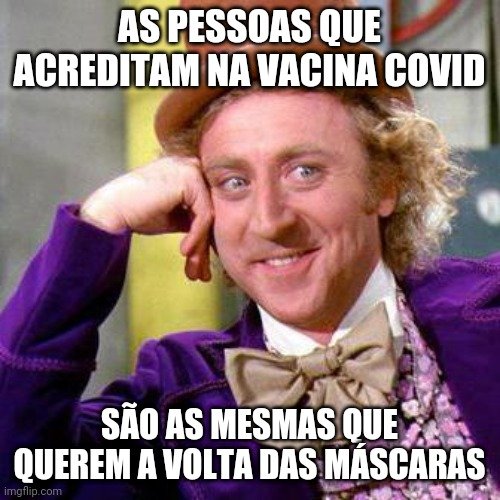 AS PESSOAS QUE
ACREDITAM NA VACINA COVID
SÃO AS MESMAS QUE
QUEREM A VOLTA DAS MÁSCARAS
imgflip.com